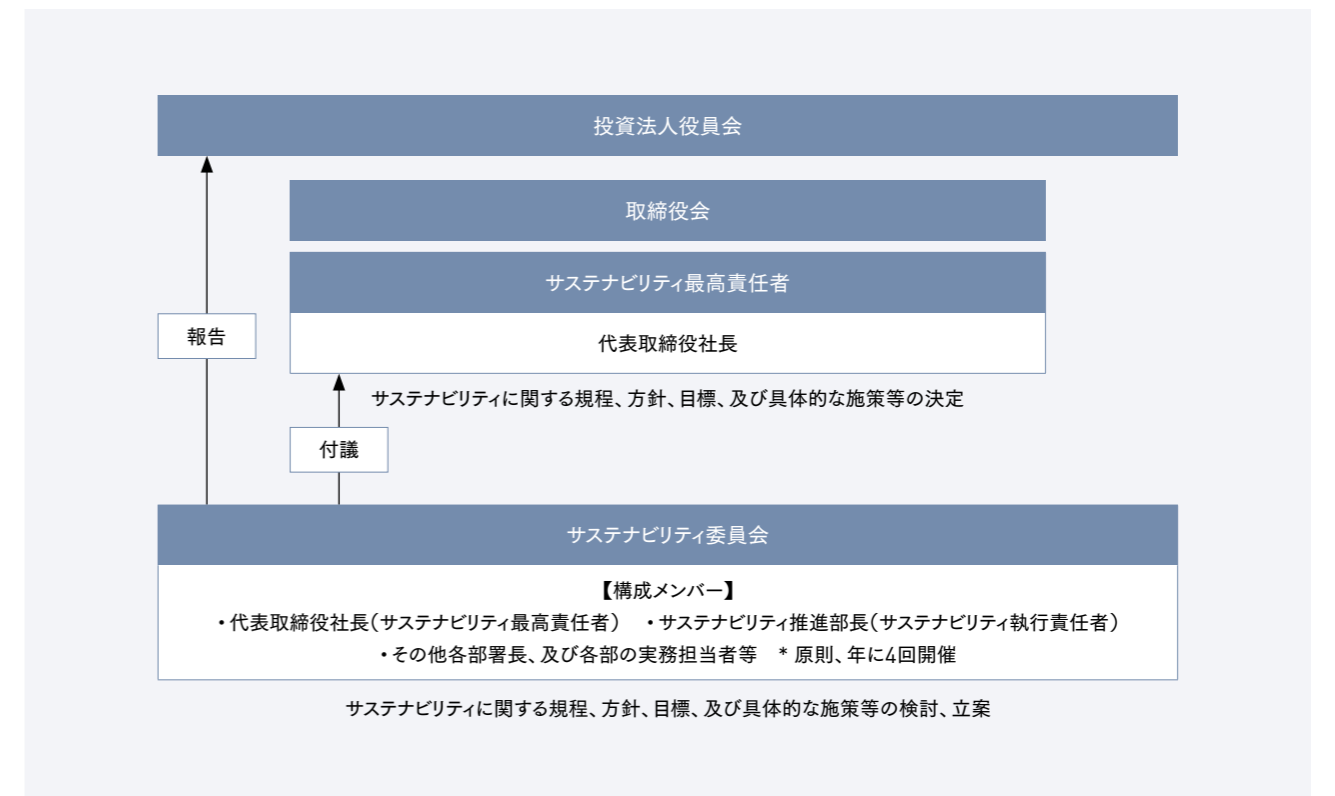 投資法人役員会
取締役会
サステナビリティ最高責任者
代表取締役社長
報告
サステナビリティに関する規程、方針、目標、及び具体的な施策等の決定
付議
サステナビリティ委員会
【構成メンバー】
・代表取締役社長（サステナビリティ最高責任者）　・サステナビリティ推進部長（サステナビリティ執行責任者）
・その他各部署長、及び各部の実務担当者等　* 原則、年に4回開催
サステナビリティに関する規程、方針、目標、及び具体的な施策等の検討、立案